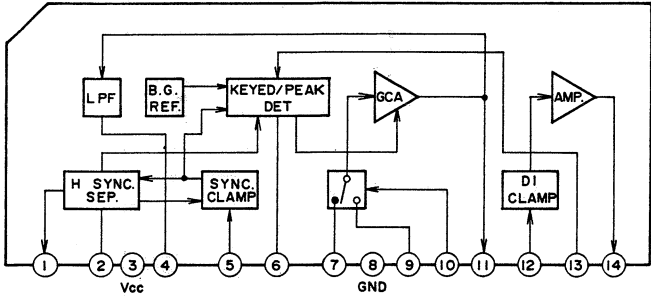 LPF
B.G.
REF.
KEYED/PEAK
DET
GCA
AMP.
H SYNC.
SEP.
SYNC.
CLAMP
DI
CLAMP
1 2 3 4 5 6 7 8 9 10 11 12 13 14
Vcc GND